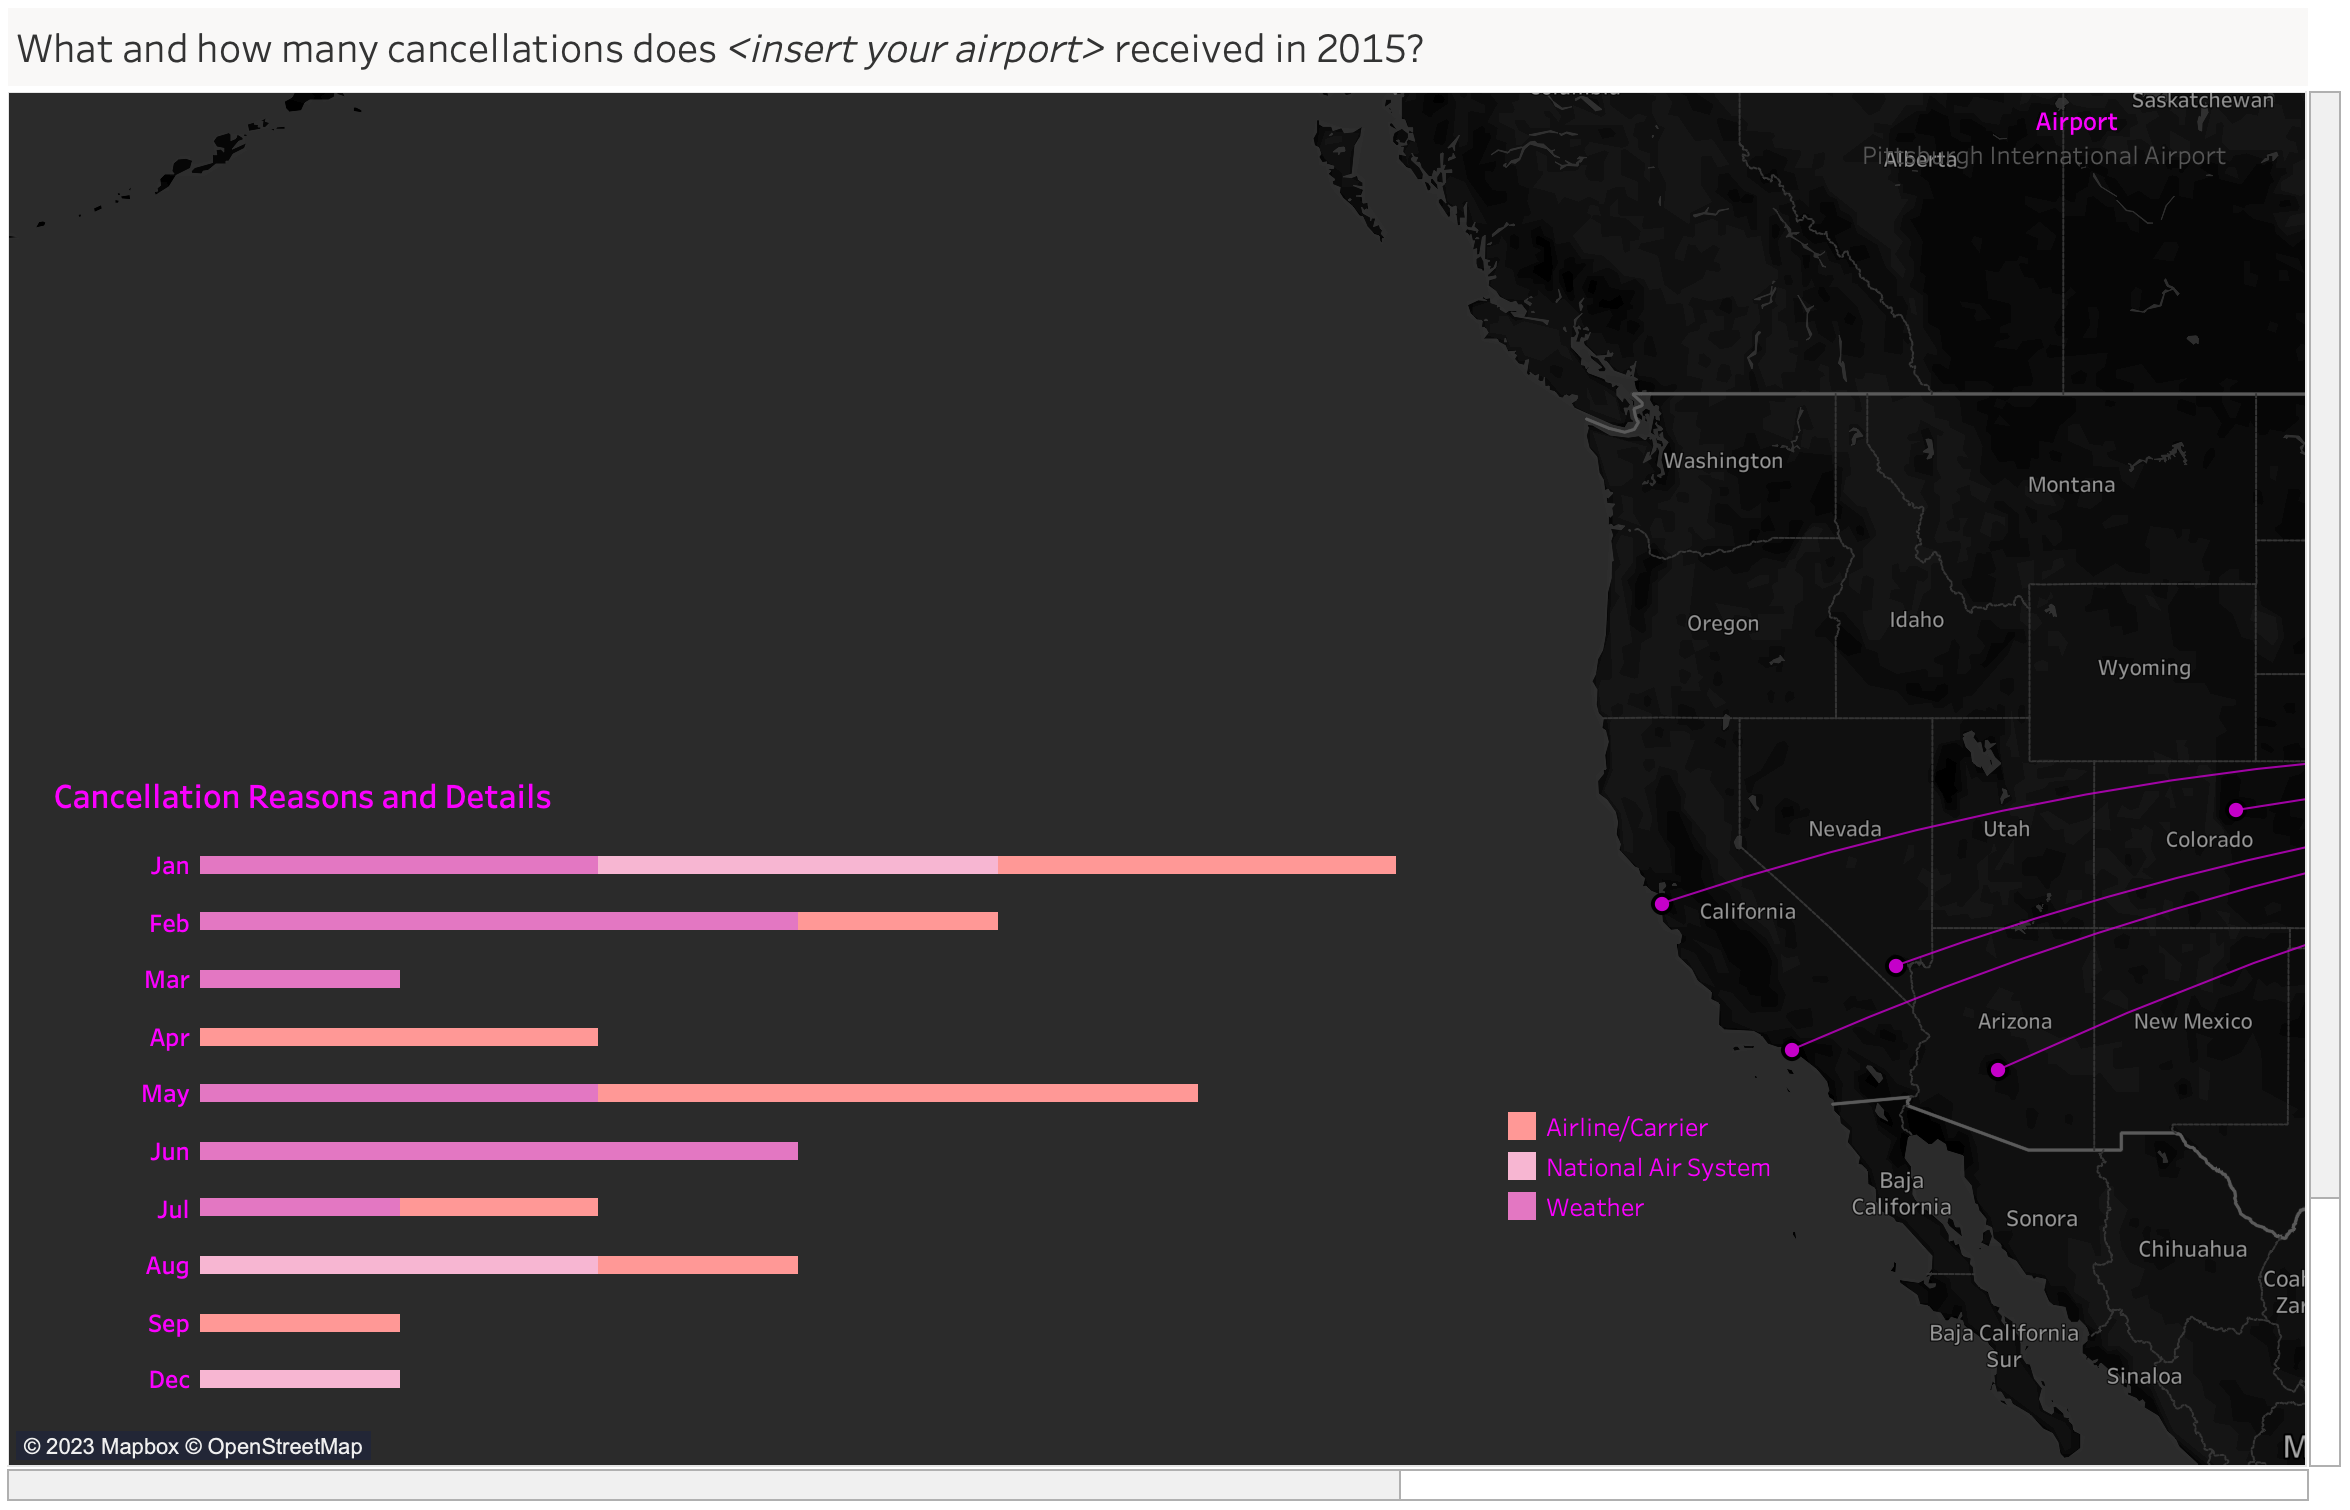 What and how many cancellations does <insert your airport> received in 2015?
Saskatchewan
Airport
Pittsburgh International Airport
Alberta
Washington
Montana
Oregon
Idaho
Wyoming
Cancellation Reasons and Details
Nevada
Utah
Colorado
California
Arizona
New Mexico
Jan
Feb
Mar
Apr
May
Jun
Jul
Aug
Sep
Dec
Airline/Carrier
National Air System
Weather
Baja
California
Sonora
Chihuahua
Baja California
Sur
Sinaloa
© 2023 Mapbox © OpenStreetMap